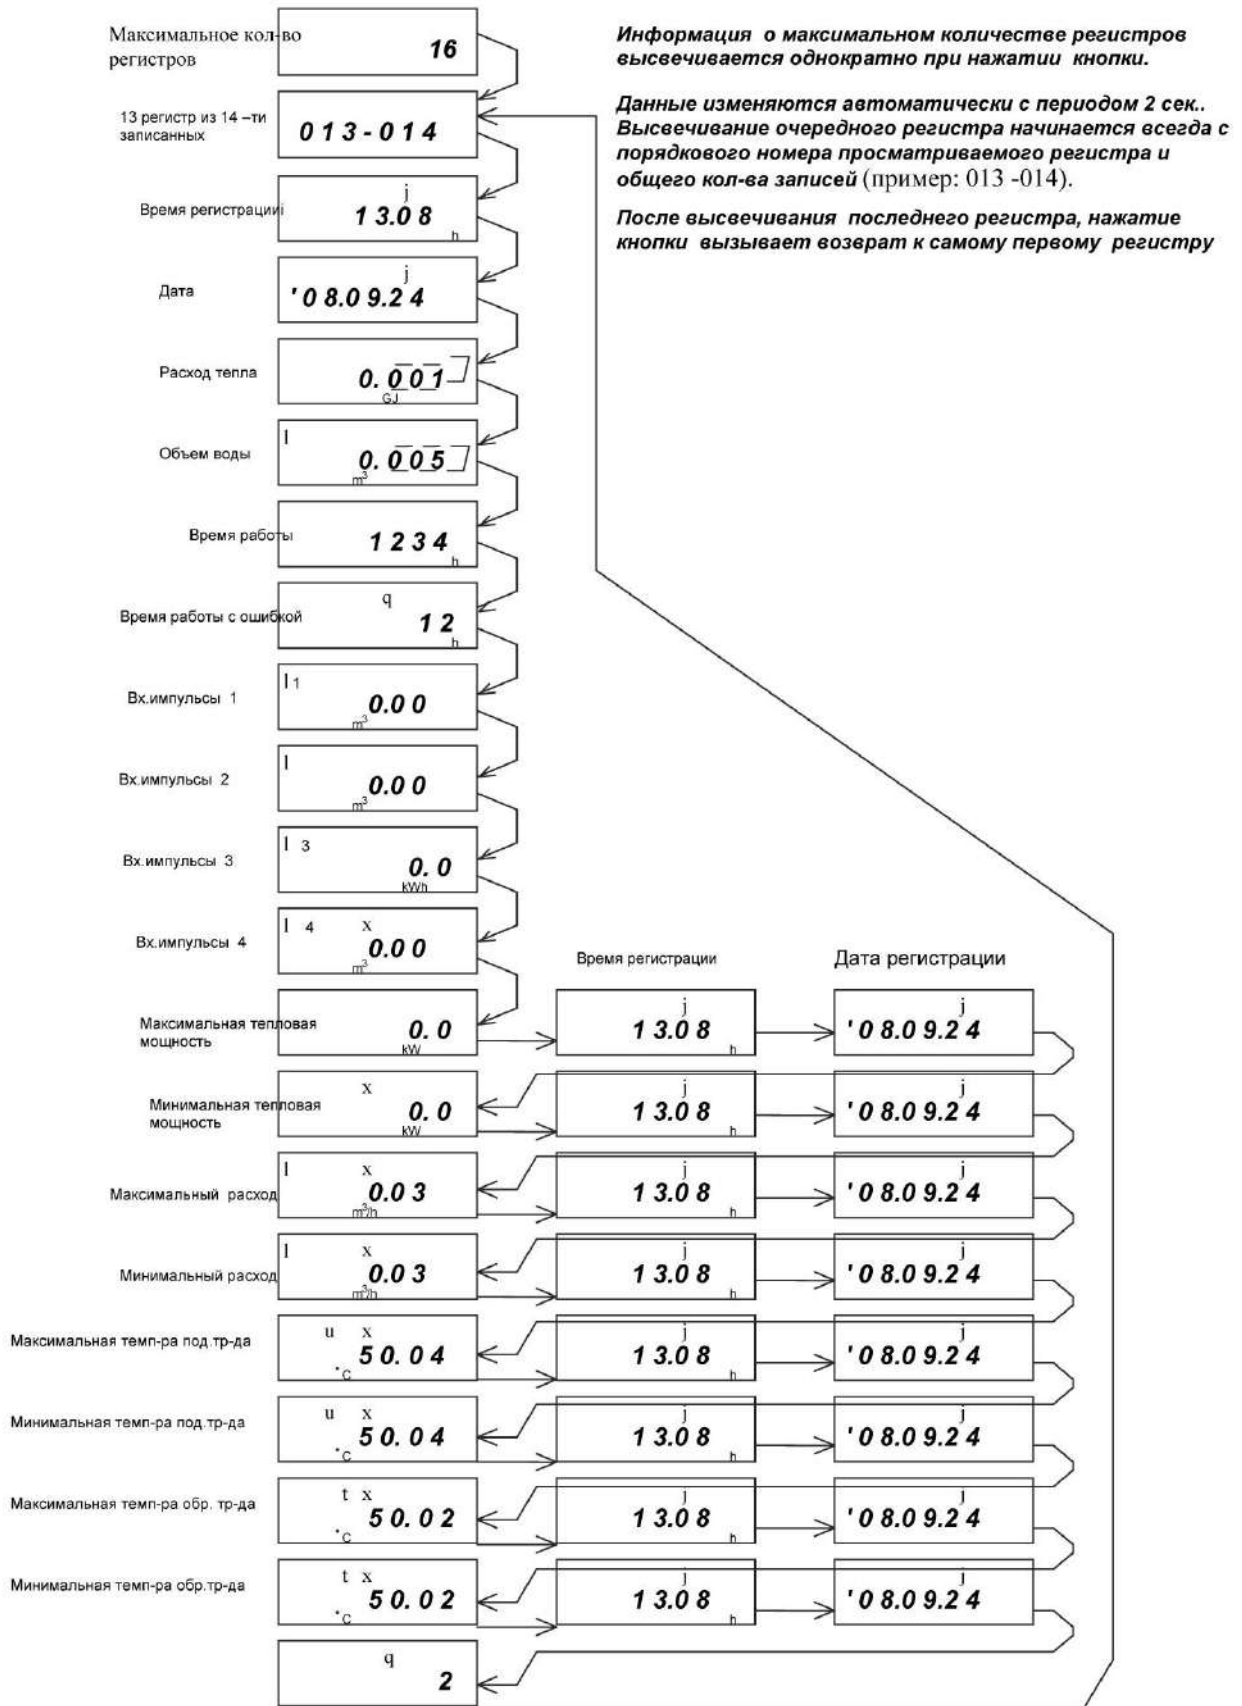 Максимальное кол-во
регистров
16
Информация о максимальном количестве регистров
высвечивается однократно при нажатии кнопки.
13 регистр из 14 –ти
записанных
013-014
Данные изменяются автоматически с периодом 2 сек..
Высвечивание очередного регистра начинается всегда с
порядкового номера просматриваемого регистра и
общего кол-ва записей (пример: 013 -014).
После высвечивания последнего регистра, нажатие
кнопки вызывает возврат к самому первому регистру
Время регистрации
j
13.08
h
Дата
j
'08.09.24
Расход тепла
0.001
GJ
Объем воды
l
0.005
m³
Время работы
1234
h
Время работы с ошибкой
q
12
h
Вх.импульсы 1
l 1
0.00
m³
Вх.импульсы 2
l
0.00
m³
Вх.импульсы 3
l 3
0.0
kWh
Вх.импульсы 4
l 4 x
0.00
m³
Время регистрации
Дата регистрации
Максимальная тепловая
мощность
0.0
kW
j
13.08
h
j
'08.09.24
Минимальная тепловая
мощность
x
0.0
kW
j
13.08
h
j
'08.09.24
Максимальный расход
l x
0.03
m³/h
j
13.08
h
j
'08.09.24
Минимальный расход
l x
0.03
m³/h
j
13.08
h
j
'08.09.24
Максимальная темп-ра под.тр-да
u x
50.04
°C
j
13.08
h
j
'08.09.24
Минимальная темп-ра под.тр-да
u x
50.04
°C
j
13.08
h
j
'08.09.24
Максимальная темп-ра обр. тр-да
t x
50.02
°C
j
13.08
h
j
'08.09.24
Минимальная темп-ра обр.тр-да
t x
50.02
°C
j
13.08
h
j
'08.09.24
q
2